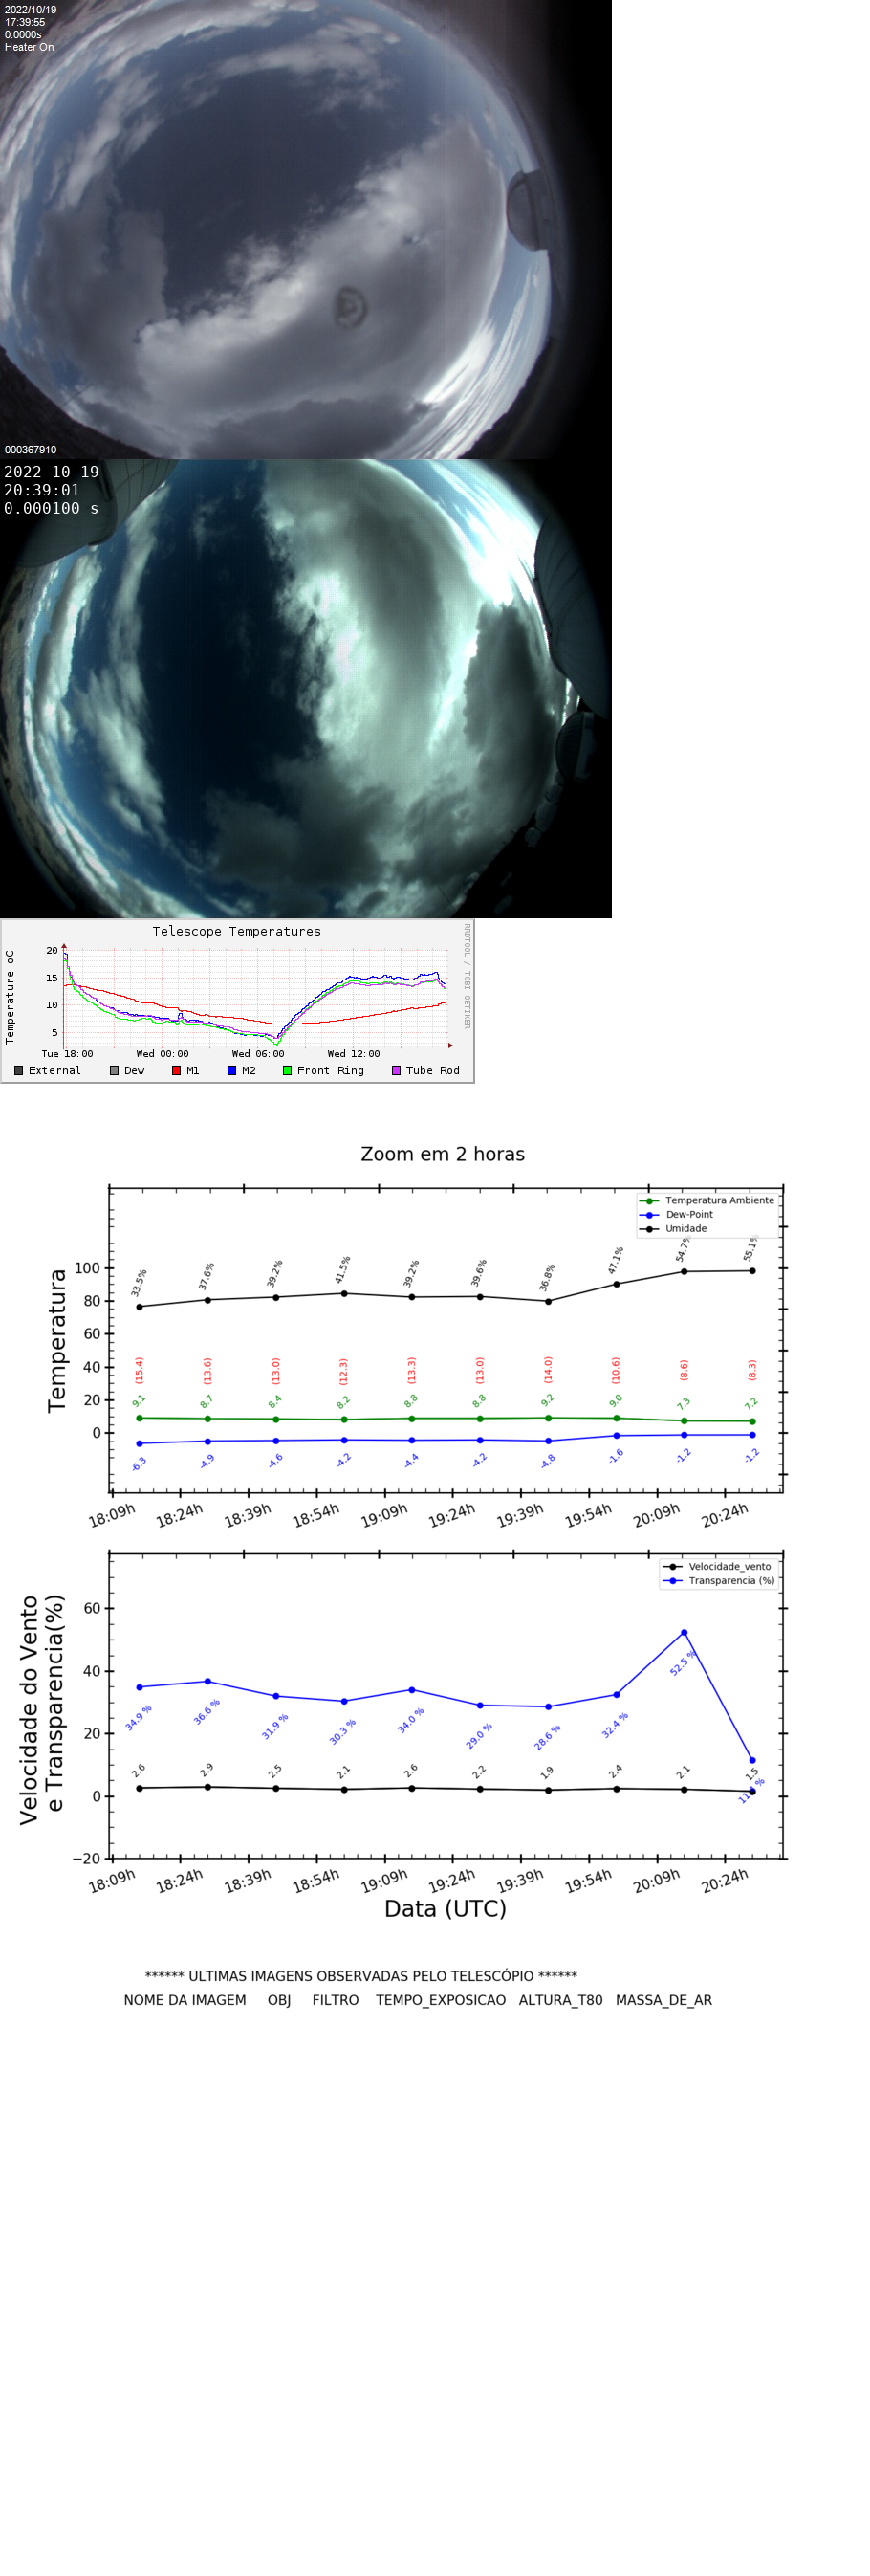 2022/10/19
17:39:55
0.0000s
Heater On
000367910
2022-10-19
20:39:01
0.000100 s
Telescope Temperatures
RRDTOOL / TOBI OETIKER
Temperature oC
20
15
10
5
Tue 18:00 Wed 00:00 Wed 06:00 Wed 12:00
External Dew M1 M2 Front Ring Tube Rod
Zoom em 2 horas
Temperatura Ambiente
Dew-Point
Umidade
Temperatura
100
80
60
40
20
0
33.5% 37.6% 39.2% 41.5% 39.2% 39.6% 36.8% 47.1% 54.7% 55.1%
(15.4) (13.6) (13.0) (12.3) (13.3) (13.0) (14.0) (10.6) (8.6) (8.3)
9.1 8.7 8.4 8.2 8.8 8.8 9.2 9.0 7.3 7.2
-6.3 -4.9 -4.6 -4.2 -4.4 -4.2 -4.8 -1.6 -1.2 -1.2
18:09h 18:24h 18:39h 18:54h 19:09h 19:24h 19:39h 19:54h 20:09h 20:24h
Velocidade_vento
Transparencia (%)
Velocidade do Vento
e Transparencia(%)
60
40
20
0
−20
34.9 % 36.6 % 31.9 % 30.3 % 34.0 % 29.0 % 28.6 % 32.4 % 52.5 %
2.6 2.9 2.5 2.1 2.6 2.2 1.9 2.4 2.1 1.5
18:09h 18:24h 18:39h 18:54h 19:09h 19:24h 19:39h 19:54h 20:09h 20:24h
Data (UTC)
****** ULTIMAS IMAGENS OBSERVADAS PELO TELESCÓPIO ******
NOME DA IMAGEM OBJ FILTRO TEMPO_EXPOSICAO ALTURA_T80 MASSA_DE_AR